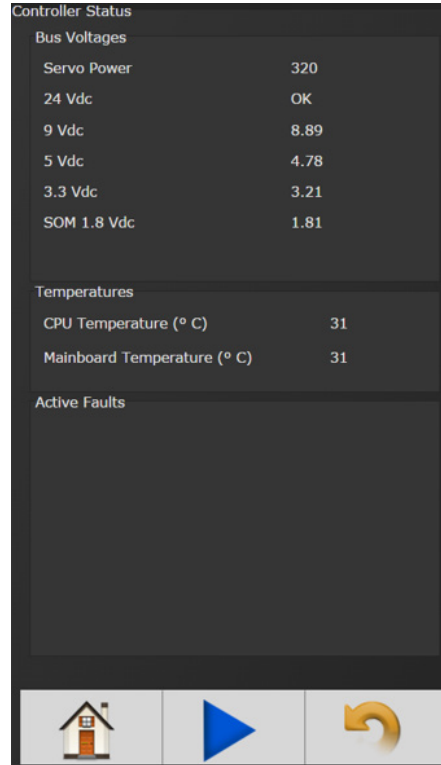 Controller Status
Bus Voltages
Servo Power 320
24 Vdc OK
9 Vdc 8.89
5 Vdc 4.78
3.3 Vdc 3.21
SOM 1.8 Vdc 1.81
Temperatures
CPU Temperature (º C) 31
Mainboard Temperature (º C) 31
Active Faults